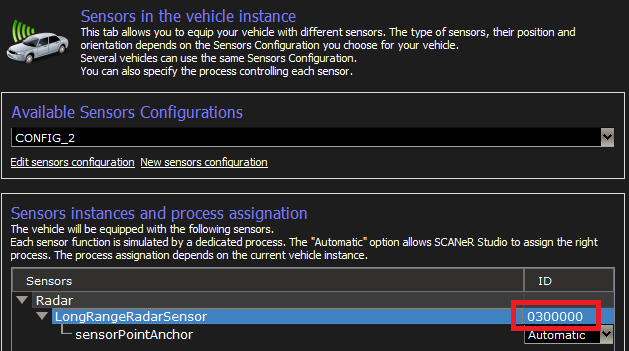 Sensors in the vehicle instance
This tab allows you to equip your vehicle with different sensors. The type of sensors, their position and
orientation depends on the Sensors Configuration you choose for your vehicle.
Several vehicles can use the same Sensors Configuration.
You can also specify the process controlling each sensor.
Available Sensors Configurations
CONFIG_2
Edit sensors configuration New sensors configuration
Sensors instances and process assignation
The vehicle will be equipped with the following sensors.
Each sensor function is simulated by a dedicated process. The "Automatic" option allows SCANeR Studio to assign the right
process. The process assignation depends on the current vehicle instance.
Sensors ID
Radar
LongRangeRadarSensor 0300000
sensorPointAnchor Automatic